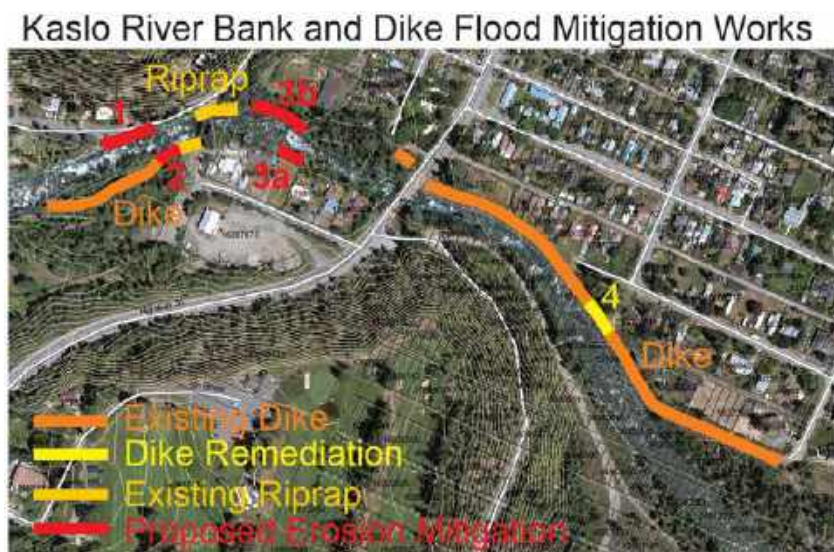 Kaslo River Bank and Dike Flood Mitigation Works
Riprap
1
3b
2
3a
Dike
4
Dike
Existing Dike
Dike Remediation
Existing Riprap
Proposed Erosion Mitigation